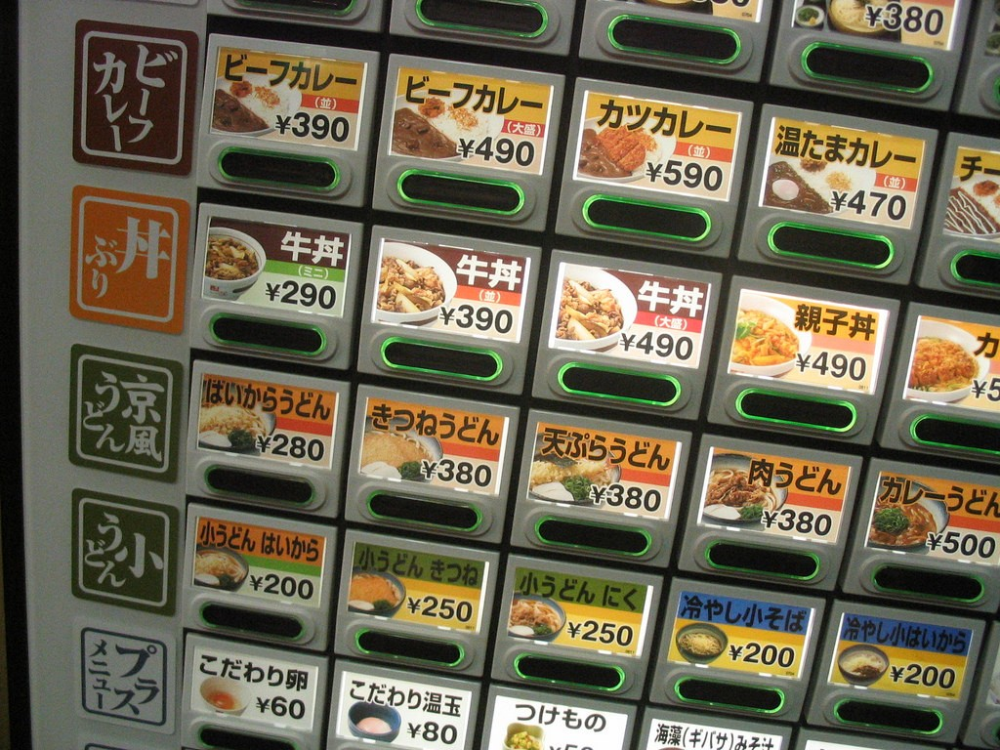 ¥380
ビーフ
カレー
ビーフカレー
(並)
¥390
ビーフカレー
(大盛)
¥490
カツカレー
(並)
¥590
温たまカレー
(並)
¥470
チー
丼
ぶり
牛丼
(ミニ)
¥290
牛丼
(並)
¥390
牛丼
(大盛)
¥490
親子丼
¥490
カ
¥5
京風
うどん
はいからうどん
¥280
きつねうどん
¥380
天ぷらうどん
¥380
肉うどん
¥380
カレーうどん
¥500
小
うどん
小うどん はいから
¥200
小うどん きつね
¥250
小うどん にく
¥250
冷やし小そば
¥200
冷やし小はいから
¥200
プラス
メニュー
こだわり卵
¥60
こだわり温玉
¥80
つけもの
海藻(ギバサ)みそ汁